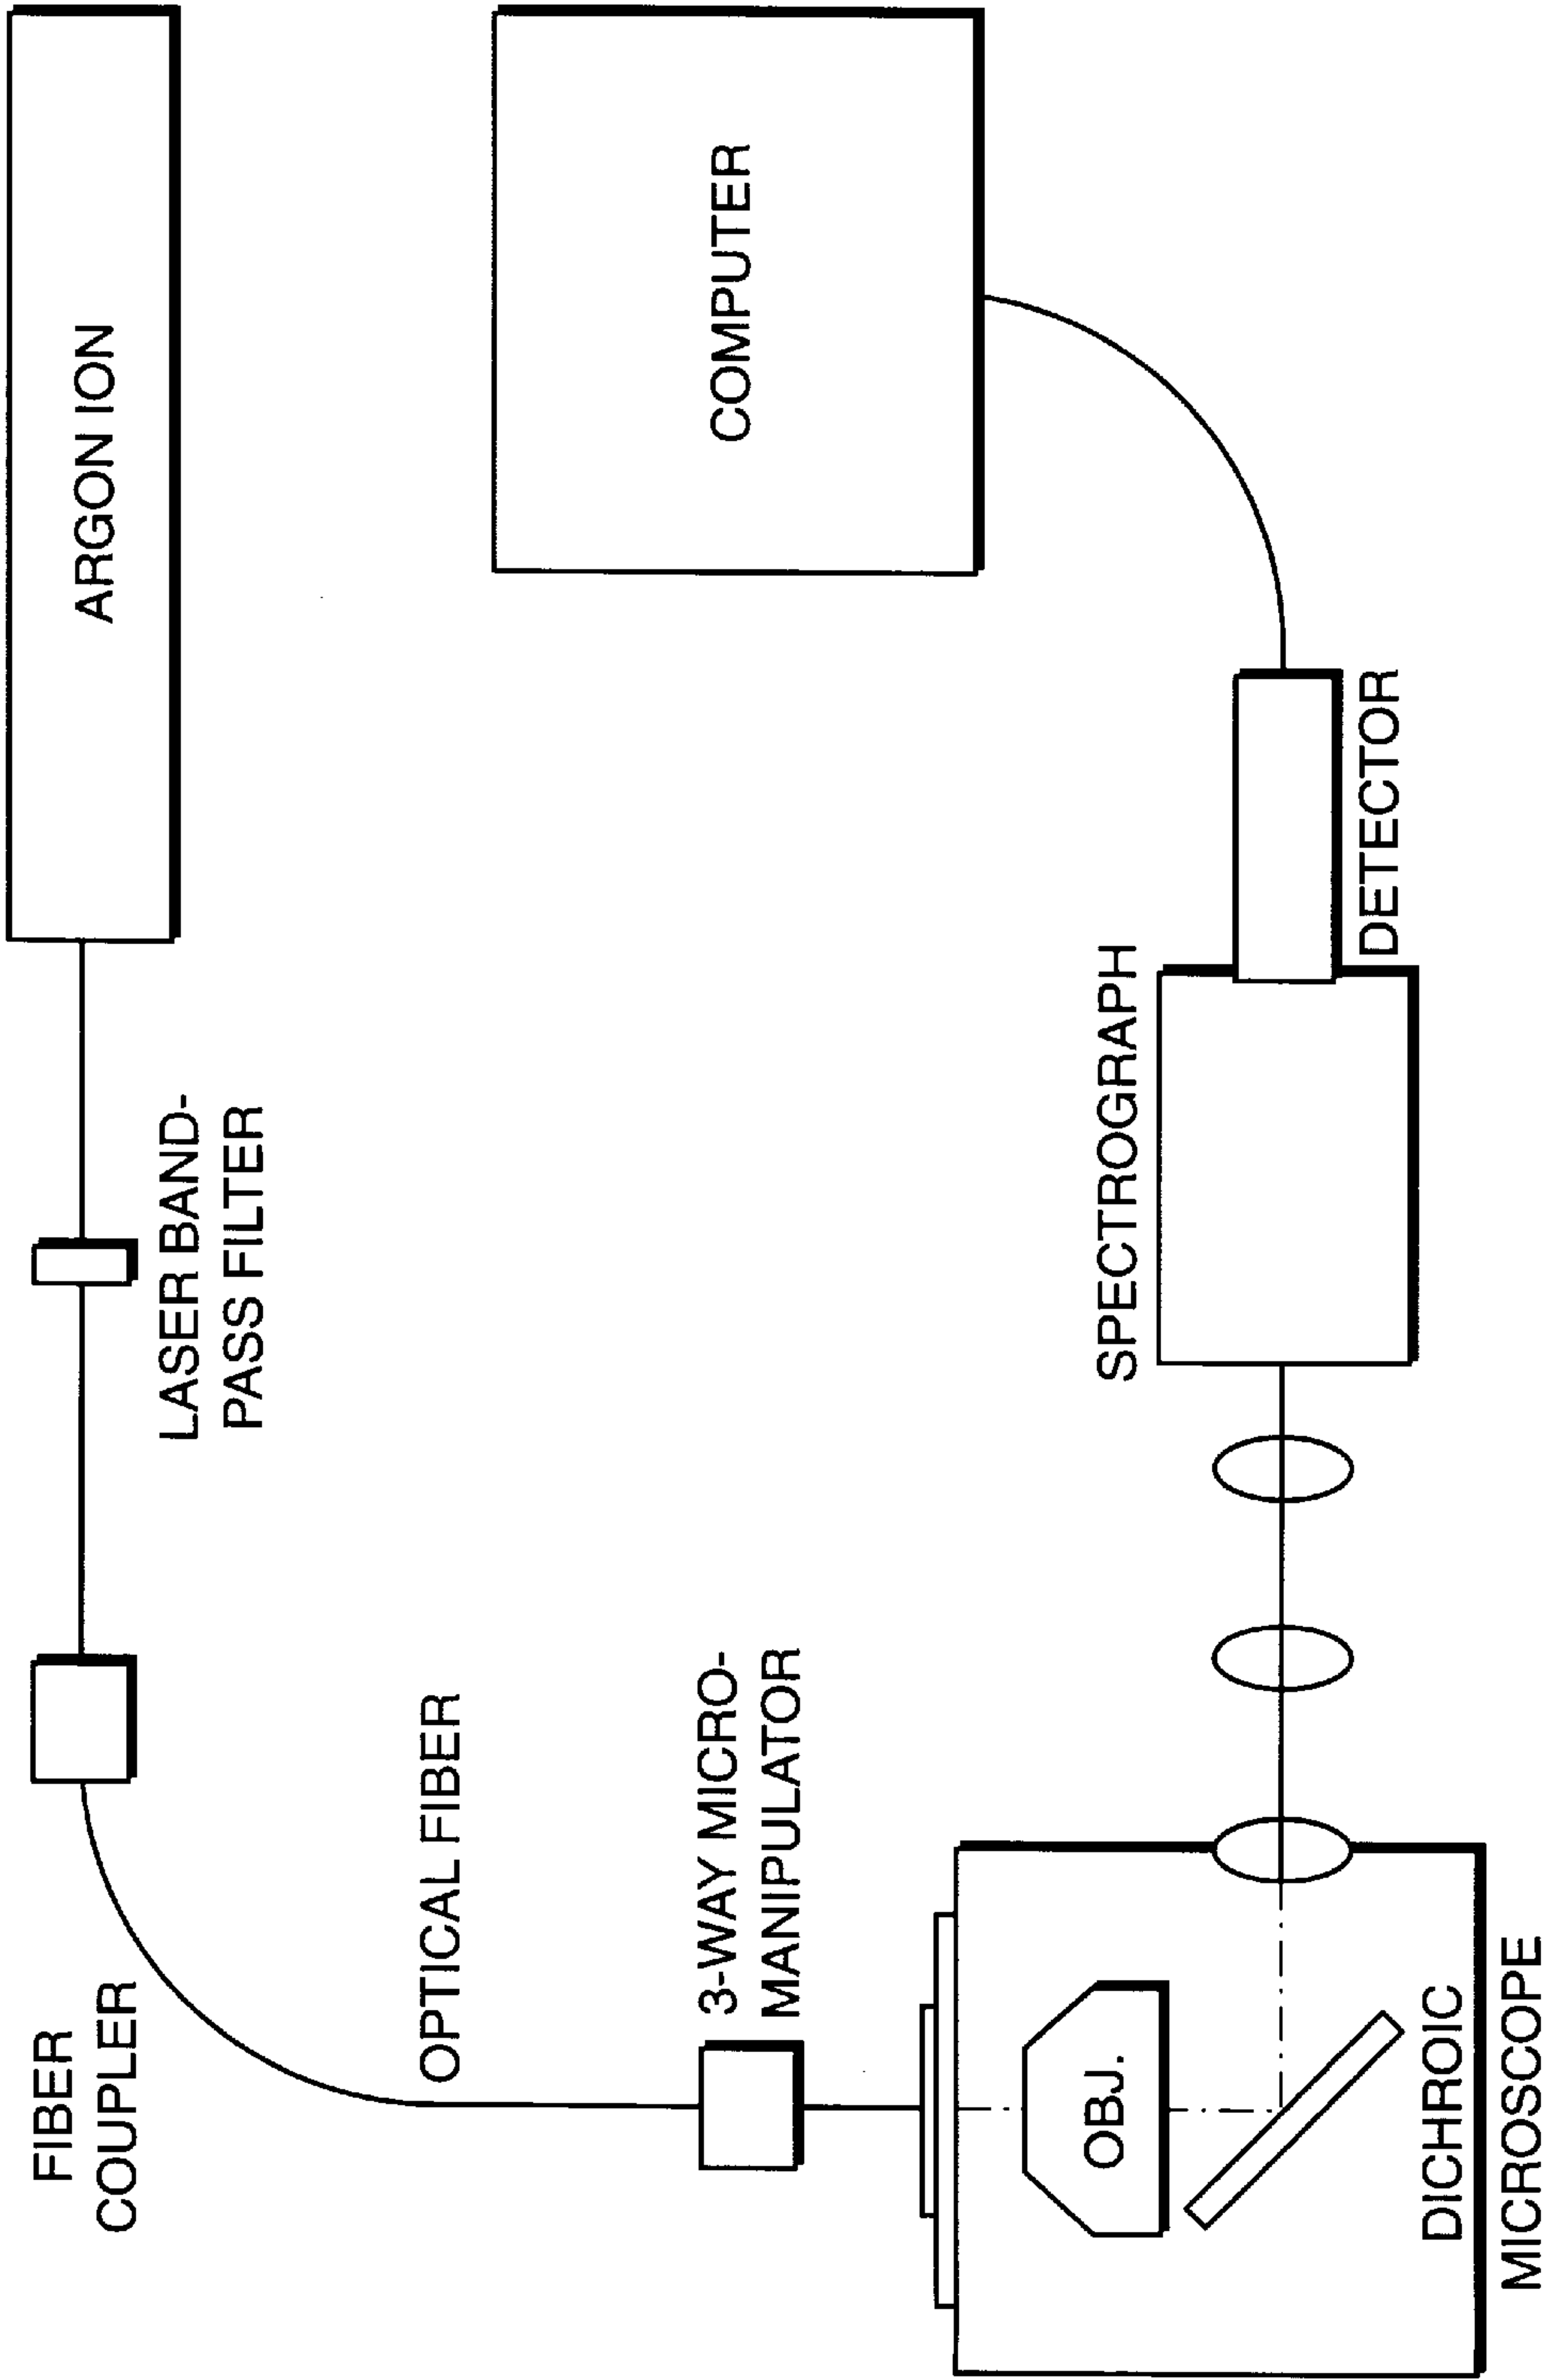 FIBER
COUPLER
LASER BAND-
PASS FILTER
ARGON ION
OPTICAL FIBER
3-WAY MICRO-
MANIPULATOR
COMPUTER
OBJ.
DICHROIC
MICROSCOPE
SPECTROGRAPH
DETECTOR